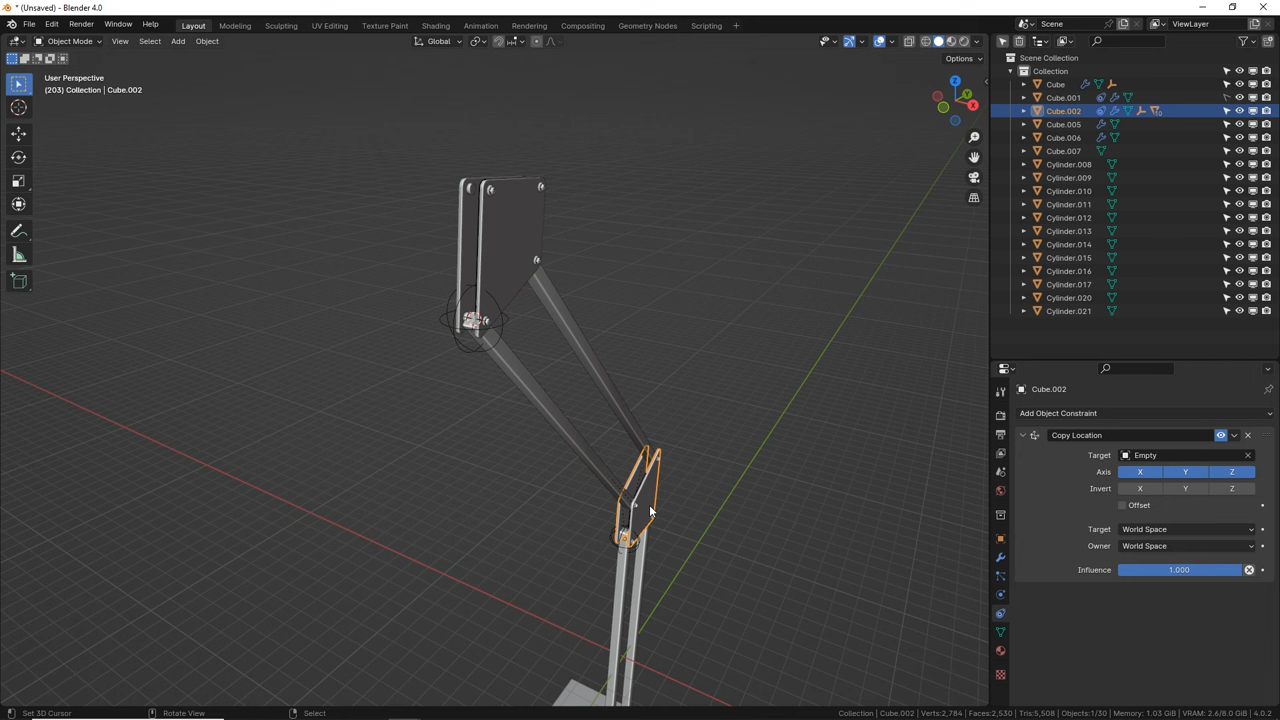 * (Unsaved) - Blender 4.0
File Edit Render Window Help Layout Modeling Sculpting UV Editing Texture Paint Shading Animation Rendering Compositing Geometry Nodes Scripting + Scene ViewLayer
Object Mode View Select Add Object Global
Options
User Perspective
(203) Collection | Cube.002
Z
Y
X
Scene Collection
Collection
Cube
Cube.001
Cube.002
Cube.005
Cube.006
Cube.007
Cylinder.008
Cylinder.009
Cylinder.010
Cylinder.011
Cylinder.012
Cylinder.013
Cylinder.014
Cylinder.015
Cylinder.016
Cylinder.017
Cylinder.020
Cylinder.021
Cube.002
Add Object Constraint
Copy Location
Target Empty
Axis X Y Z
Invert X Y Z
Offset
Target World Space
Owner World Space
Influence 1.000
Set 3D Cursor Rotate View Select Collection | Cube.002 | Verts:2,784 | Faces:2,530 | Tris:5,508 | Objects:1/30 | Memory: 1.03 GiB | VRAM: 2.6/8.0 GiB | 4.0.2